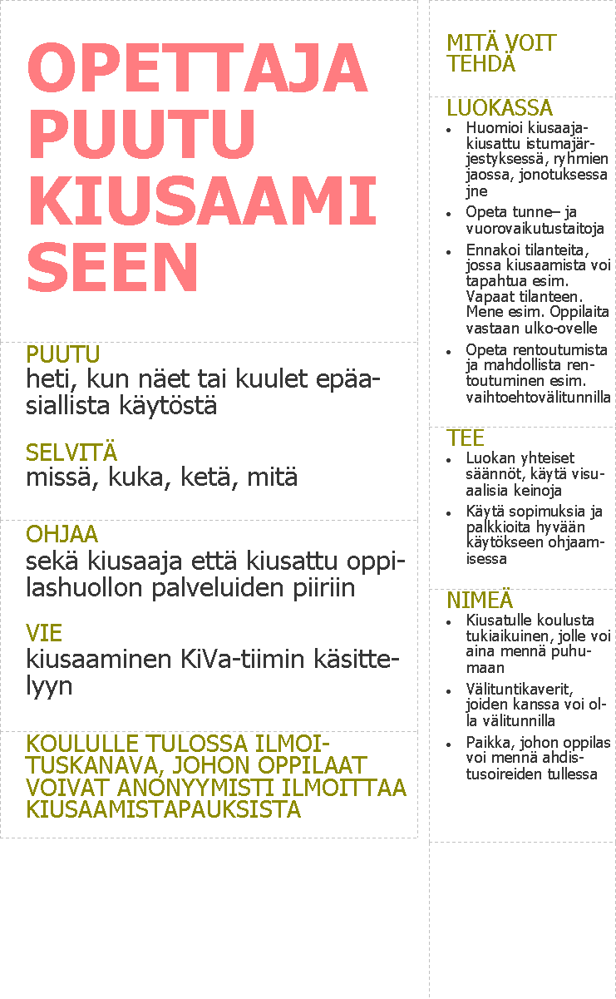 OPETTAJA
PUUTU
KIUSAAMI
SEEN
PUUTU
heti, kun näet tai kuulet epäa-
siallista käytöstä
SELVITÄ
missä, kuka, ketä, mitä
OHJAA
sekä kiusaaja että kiusattu oppi-
lashuollon palveluiden piiriin
VIE
kiusaaminen KiVa-tiimin käsitte-
lyyn
KOULULLE TULOSSA ILMOI-
TUSKANAVA, JOHON OPPILAAT
VOIVAT ANONYYMISTI ILMOITTAA
KIUSAAMISTAPAUKSISTA
MITÄ VOIT
TEHDÄ
LUOKASSA
• Huomioi kiusaaja-
kiusattu istumajär-
jestyksessä, ryhmien
jaossa, jonotuksessa
jne
• Opeta tunne– ja
vuorovaikutustaitoja
• Ennakoi tilanteita,
jossa kiusaamista voi
tapahtua esim.
Vapaat tilanteen.
Mene esim. Oppilaita
vastaan ulko-ovelle
• Opeta rentoutumista
ja mahdollista ren-
toutuminen esim.
vaihtoehtovälitunnilla
TEE
• Luokan yhteiset
säännöt, käytä visu-
aalisia keinoja
• Käytä sopimuksia ja
palkkioita hyvään
käytökseen ohjaam-
isessa
NIMEÄ
• Kiusatulle koulusta
tukiaikuinen, jolle voi
aina mennä puhu-
maan
• Välituntikaverit,
joiden kanssa voi ol-
la välitunnilla
• Paikka, johon oppilas
voi mennä ahdis-
tusoireiden tullessa